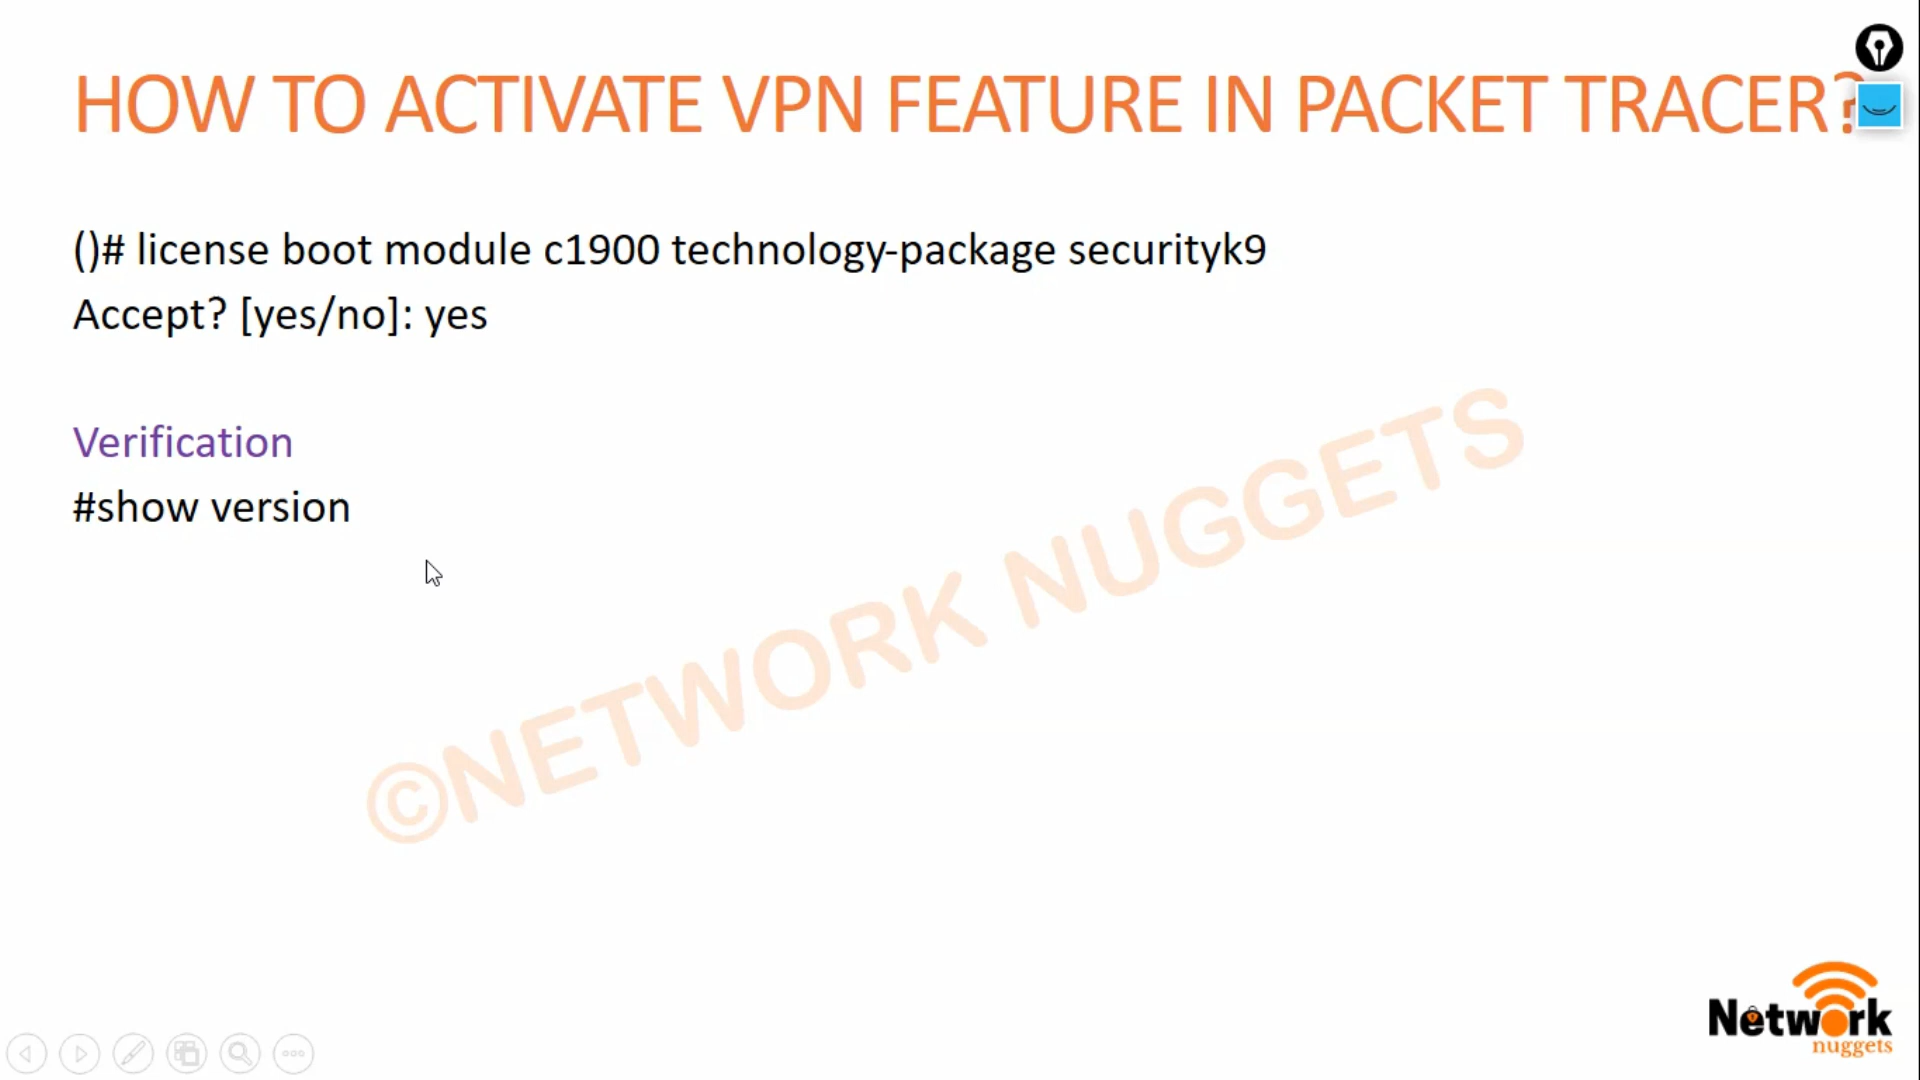 HOW TO ACTIVATE VPN FEATURE IN PACKET TRACER?
()# license boot module c1900 technology-package securityk9
Accept? [yes/no]: yes
Verification
#show version
©NETWORK NUGGETS
Network
nuggets